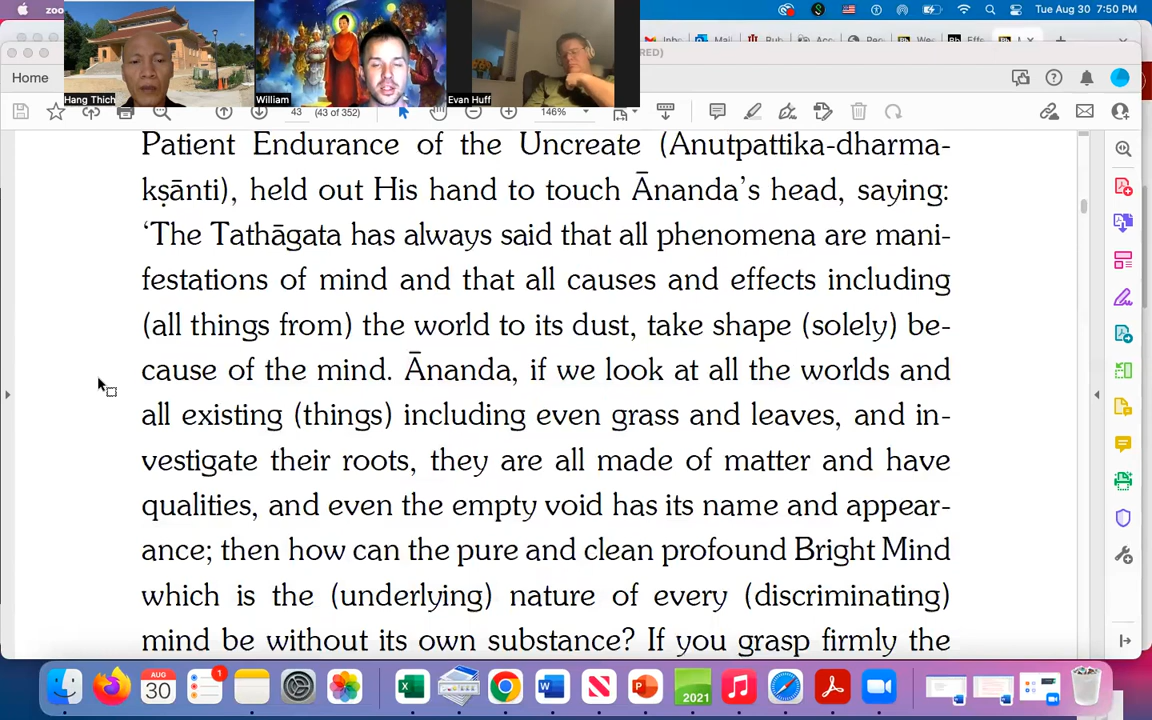 zoo
Tue Aug 30 7:50 PM
Home
Hang Thich
William
Evan Huff
43 (43 of 352)
146%
Patient Endurance of the Uncreate (Anutpattika-dharma-
kṣānti), held out His hand to touch Ānanda’s head, saying:
‘The Tathāgata has always said that all phenomena are mani-
festations of mind and that all causes and effects including
(all things from) the world to its dust, take shape (solely) be-
cause of the mind. Ānanda, if we look at all the worlds and
all existing (things) including even grass and leaves, and in-
vestigate their roots, they are all made of matter and have
qualities, and even the empty void has its name and appear-
ance; then how can the pure and clean profound Bright Mind
which is the (underlying) nature of every (discriminating)
mind be without its own substance? If you grasp firmly the
AUG
30
1
2021